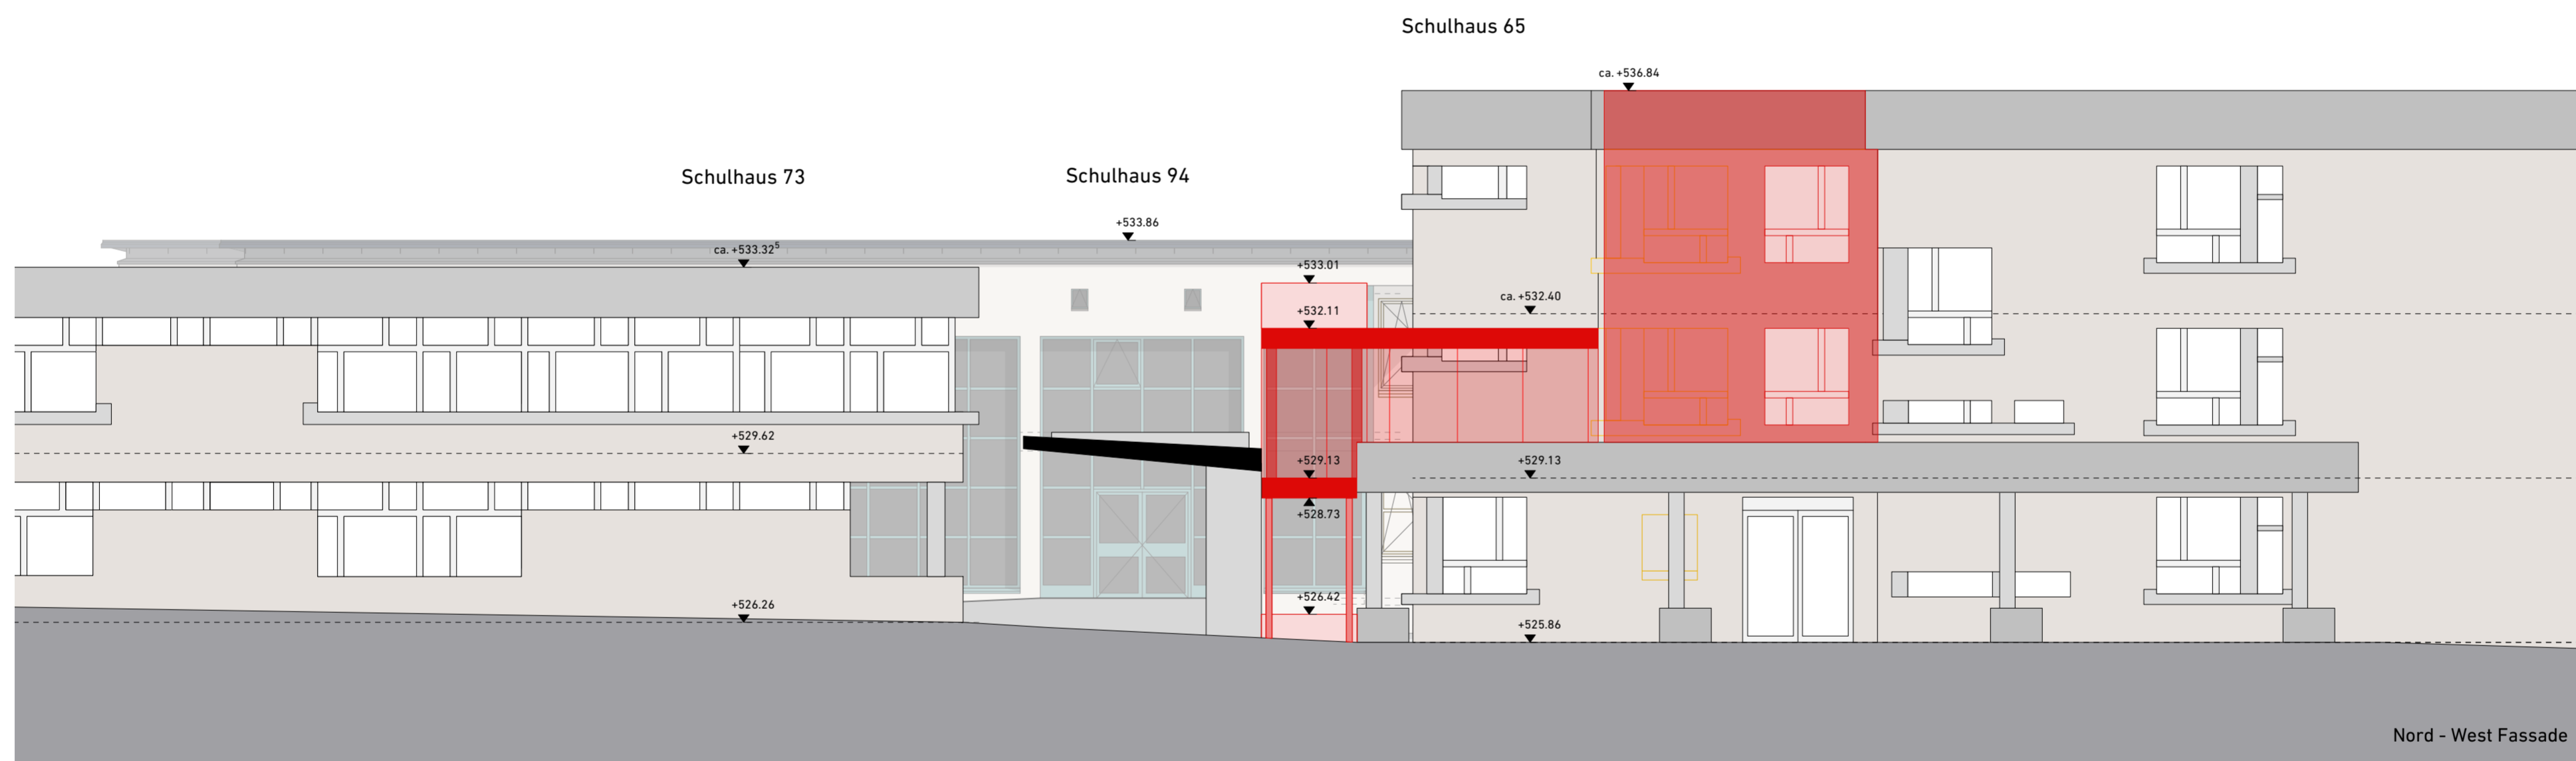 Schulhaus 65
ca. +536.84
Schulhaus 73
Schulhaus 94
+533.86
ca. +533.32⁵
+533.01
+532.11
ca. +532.40
+529.62
+529.13
+529.13
+528.73
+526.26
+526.42
+525.86
Nord - West Fassade